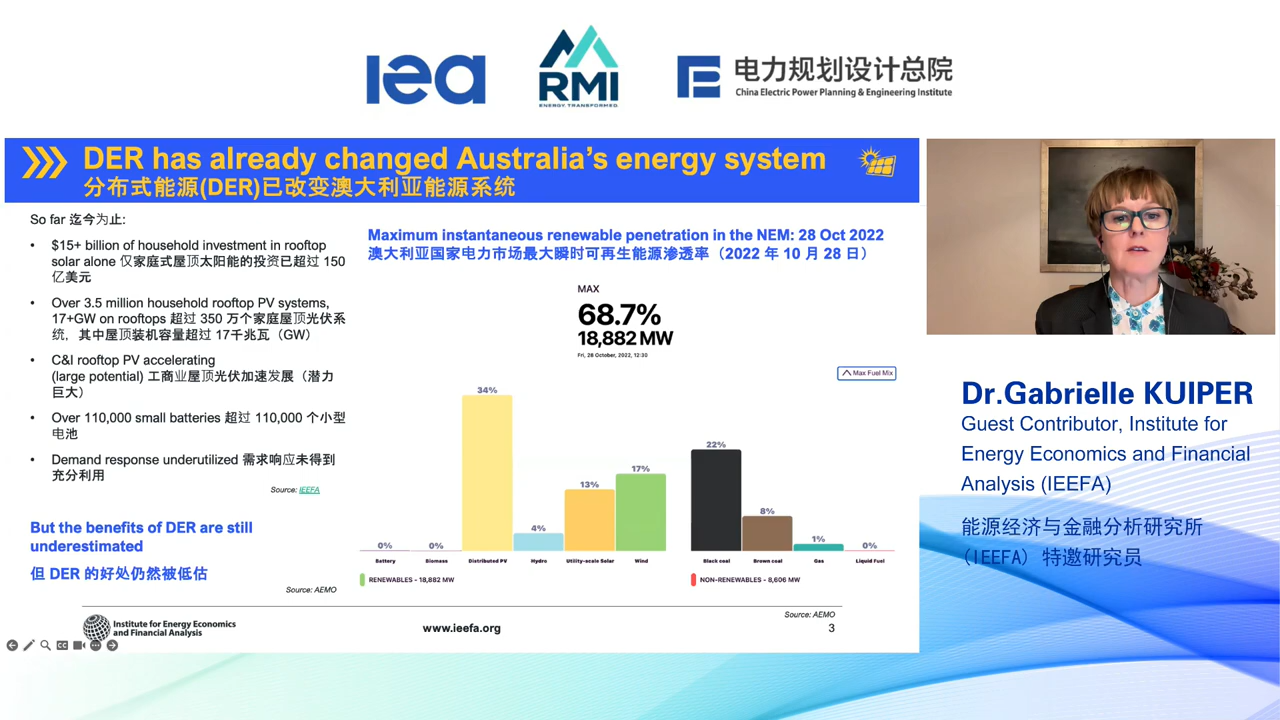 iea
RMI
ENERGY. TRANSFORMED.
电力规划设计总院
China Electric Power Planning & Engineering Institute
DER has already changed Australia's energy system
分布式能源(DER)已改变澳大利亚能源系统
So far 迄今为止:
• $15+ billion of household investment in rooftop
solar alone 仅家庭式屋顶太阳能的投资已超过 150
亿美元
• Over 3.5 million household rooftop PV systems,
17+GW on rooftops 超过 350 万个家庭屋顶光伏系
统，其中屋顶装机容量超过 17千兆瓦（GW）
• C&I rooftop PV accelerating
(large potential) 工商业屋顶光伏加速发展（潜力
巨大）
• Over 110,000 small batteries 超过 110,000 个小型
电池
• Demand response underutilized 需求响应未得到
充分利用
Source: IEEFA
But the benefits of DER are still
underestimated
但 DER 的好处仍然被低估
Source: AEMO
Maximum instantaneous renewable penetration in the NEM: 28 Oct 2022
澳大利亚国家电力市场最大瞬时可再生能源渗透率（2022 年 10 月 28 日）
MAX
68.7%
18,882 MW
Fri, 28 October, 2022, 12:30
Max Fuel Mix
0% 0% 34% 4% 13% 17% 22% 8% 1% 0%
Battery Biomass Distributed PV Hydro Utility-scale Solar Wind Black coal Brown coal Gas Liquid Fuel
RENEWABLES - 18,882 MW
NON-RENEWABLES - 8,606 MW
Source: AEMO
Institute for Energy Economics
and Financial Analysis
www.ieefa.org
3
Dr.Gabrielle KUIPER
Guest Contributor, Institute for
Energy Economics and Financial
Analysis (IEEFA)
能源经济与金融分析研究所
（IEEFA）特邀研究员